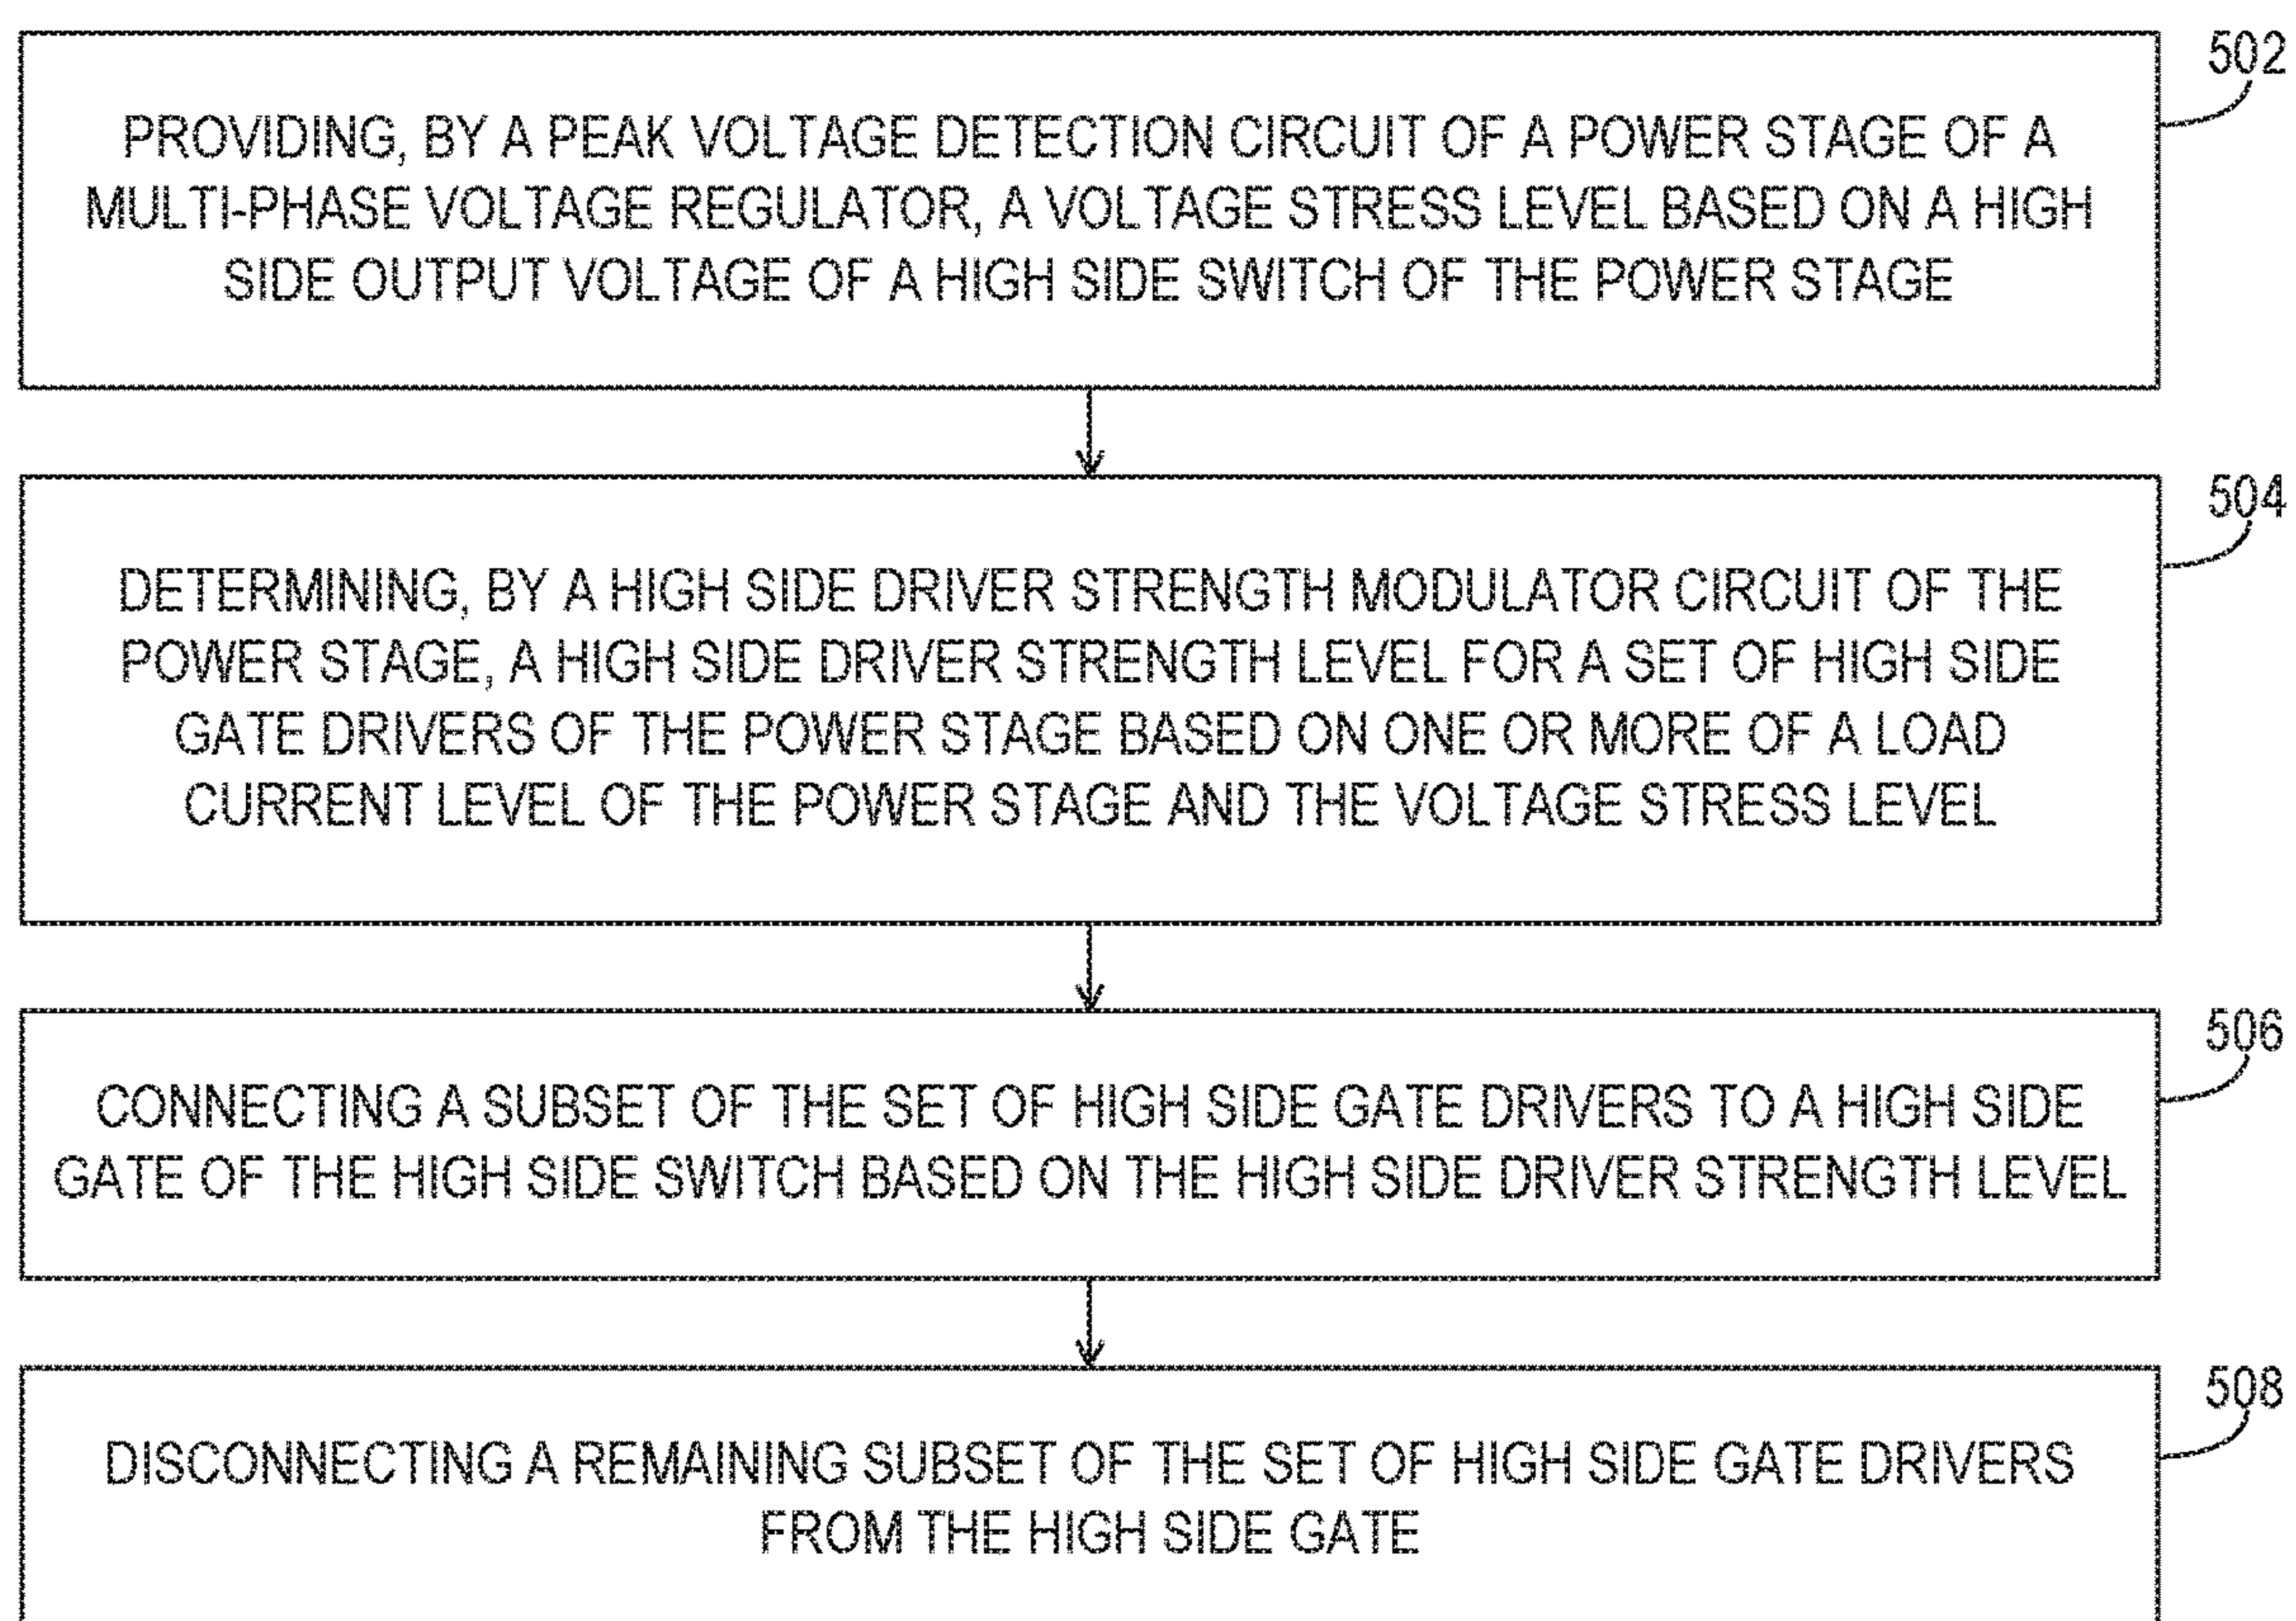 502
PROVIDING, BY A PEAK VOLTAGE DETECTION CIRCUIT OF A POWER STAGE OF A
MULTI-PHASE VOLTAGE REGULATOR, A VOLTAGE STRESS LEVEL BASED ON A HIGH
SIDE OUTPUT VOLTAGE OF A HIGH SIDE SWITCH OF THE POWER STAGE
504
DETERMINING, BY A HIGH SIDE DRIVER STRENGTH MODULATOR CIRCUIT OF THE
POWER STAGE, A HIGH SIDE DRIVER STRENGTH LEVEL FOR A SET OF HIGH SIDE
GATE DRIVERS OF THE POWER STAGE BASED ON ONE OR MORE OF A LOAD
CURRENT LEVEL OF THE POWER STAGE AND THE VOLTAGE STRESS LEVEL
506
CONNECTING A SUBSET OF THE SET OF HIGH SIDE GATE DRIVERS TO A HIGH SIDE
GATE OF THE HIGH SIDE SWITCH BASED ON THE HIGH SIDE DRIVER STRENGTH LEVEL
508
DISCONNECTING A REMAINING SUBSET OF THE SET OF HIGH SIDE GATE DRIVERS
FROM THE HIGH SIDE GATE